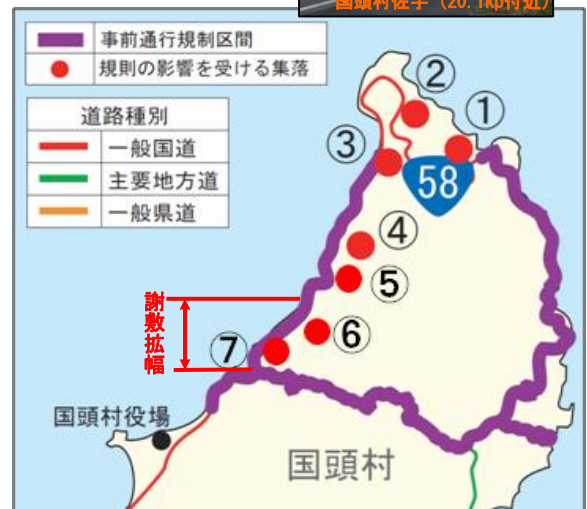 国頭村佐手（20.1kp付近）
事前通行規制区間
規則の影響を受ける集落
道路種別
一般国道
主要地方道
一般県道
②
①
③
58
④
⑤
謝敷拡幅
⑥
⑦
国頭村役場
国頭村